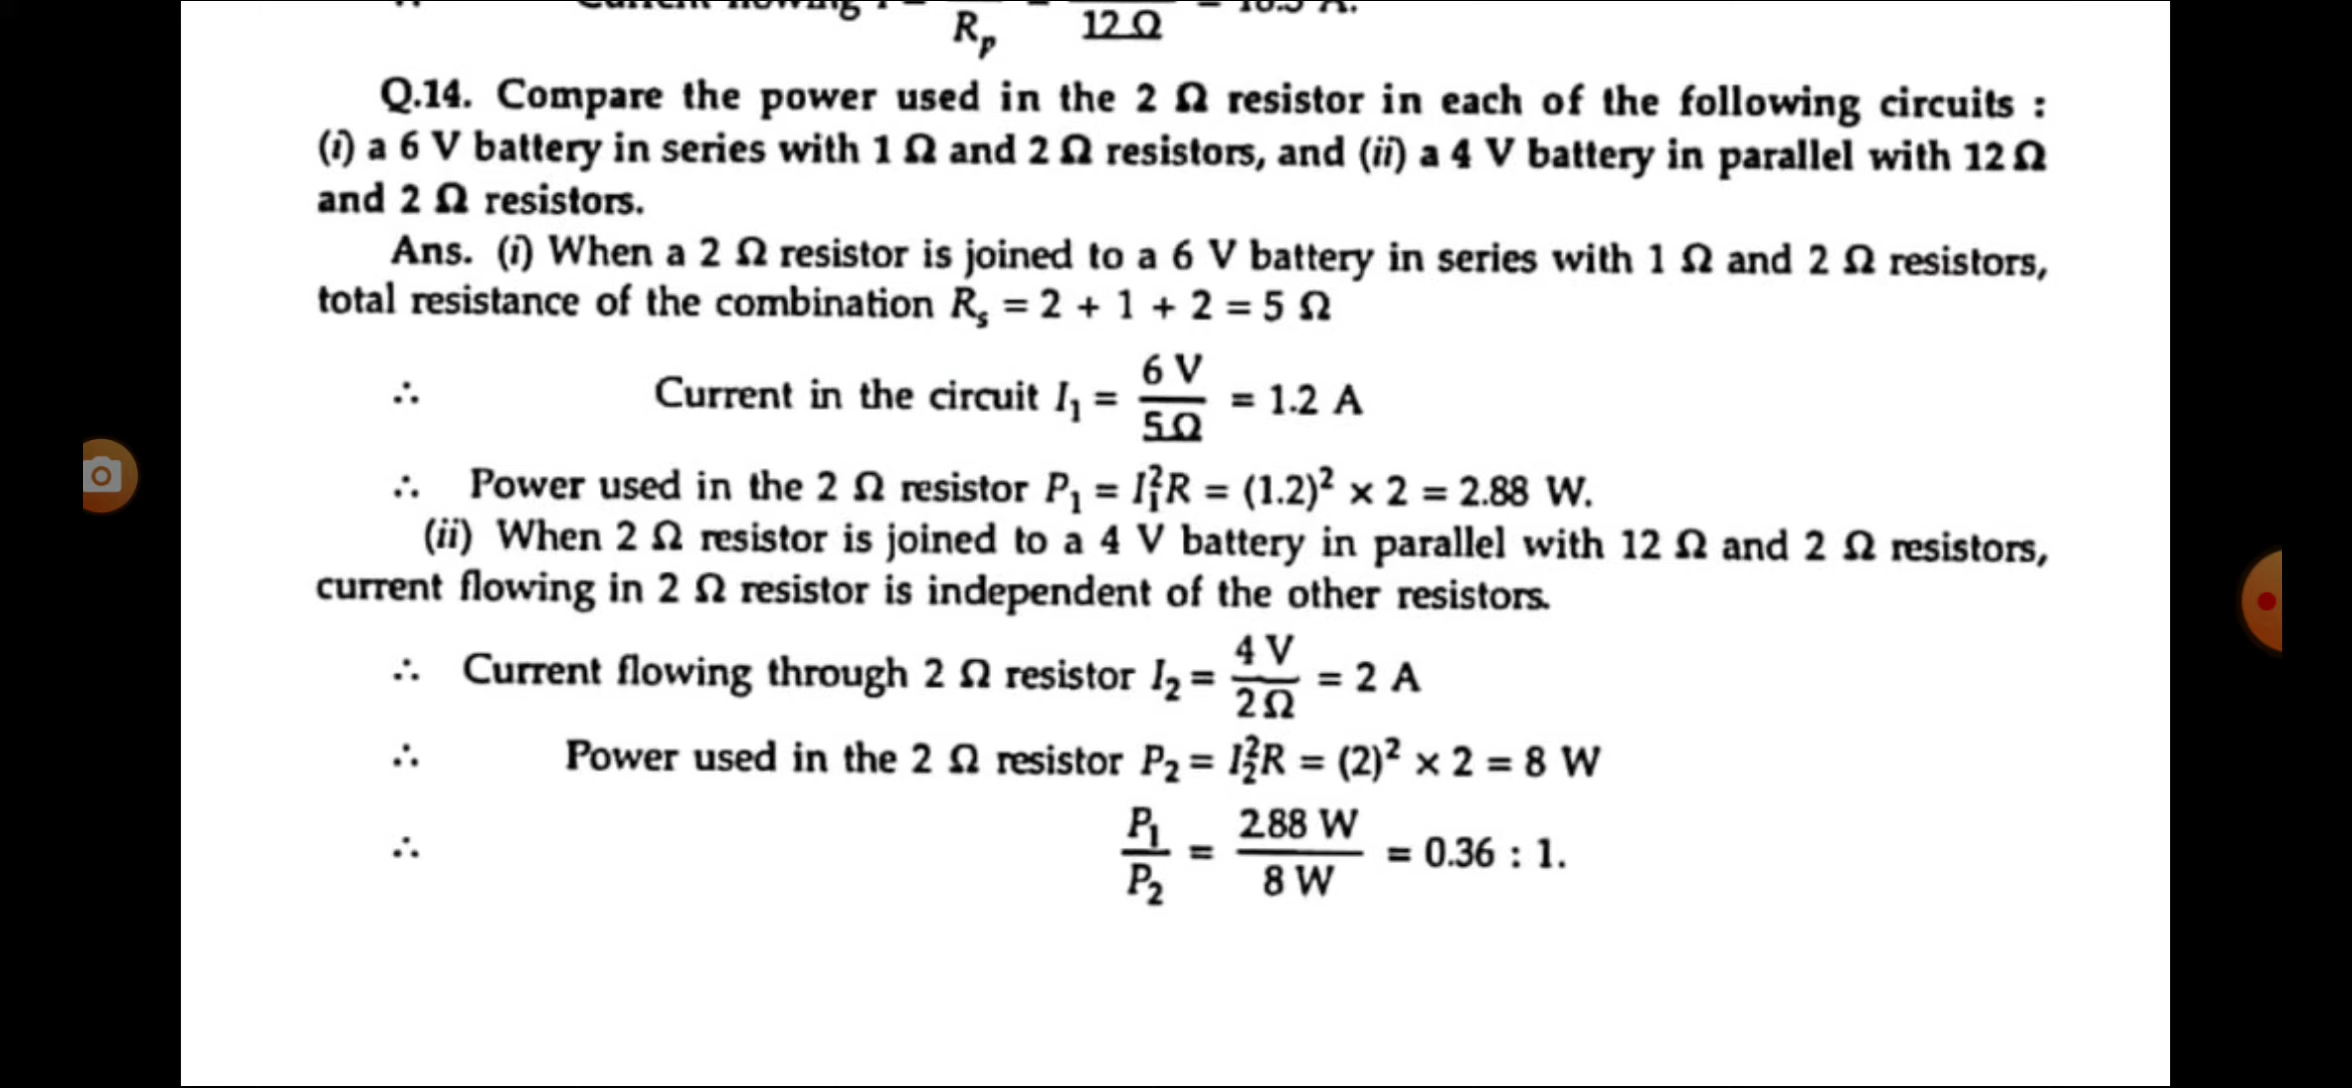 R_p 12 Ω
Q.14. Compare the power used in the 2 Ω resistor in each of the following circuits :
(i) a 6 V battery in series with 1 Ω and 2 Ω resistors, and (ii) a 4 V battery in parallel with 12 Ω
and 2 Ω resistors.
Ans. (i) When a 2 Ω resistor is joined to a 6 V battery in series with 1 Ω and 2 Ω resistors,
total resistance of the combination R_s = 2 + 1 + 2 = 5 Ω
∴ Current in the circuit I₁ = 6 V / 5 Ω = 1.2 A
∴ Power used in the 2 Ω resistor P₁ = I₁²R = (1.2)² × 2 = 2.88 W.
(ii) When 2 Ω resistor is joined to a 4 V battery in parallel with 12 Ω and 2 Ω resistors,
current flowing in 2 Ω resistor is independent of the other resistors.
∴ Current flowing through 2 Ω resistor I₂ = 4 V / 2 Ω = 2 A
∴ Power used in the 2 Ω resistor P₂ = I₂²R = (2)² × 2 = 8 W
∴ P₁ / P₂ = 2.88 W / 8 W = 0.36 : 1.